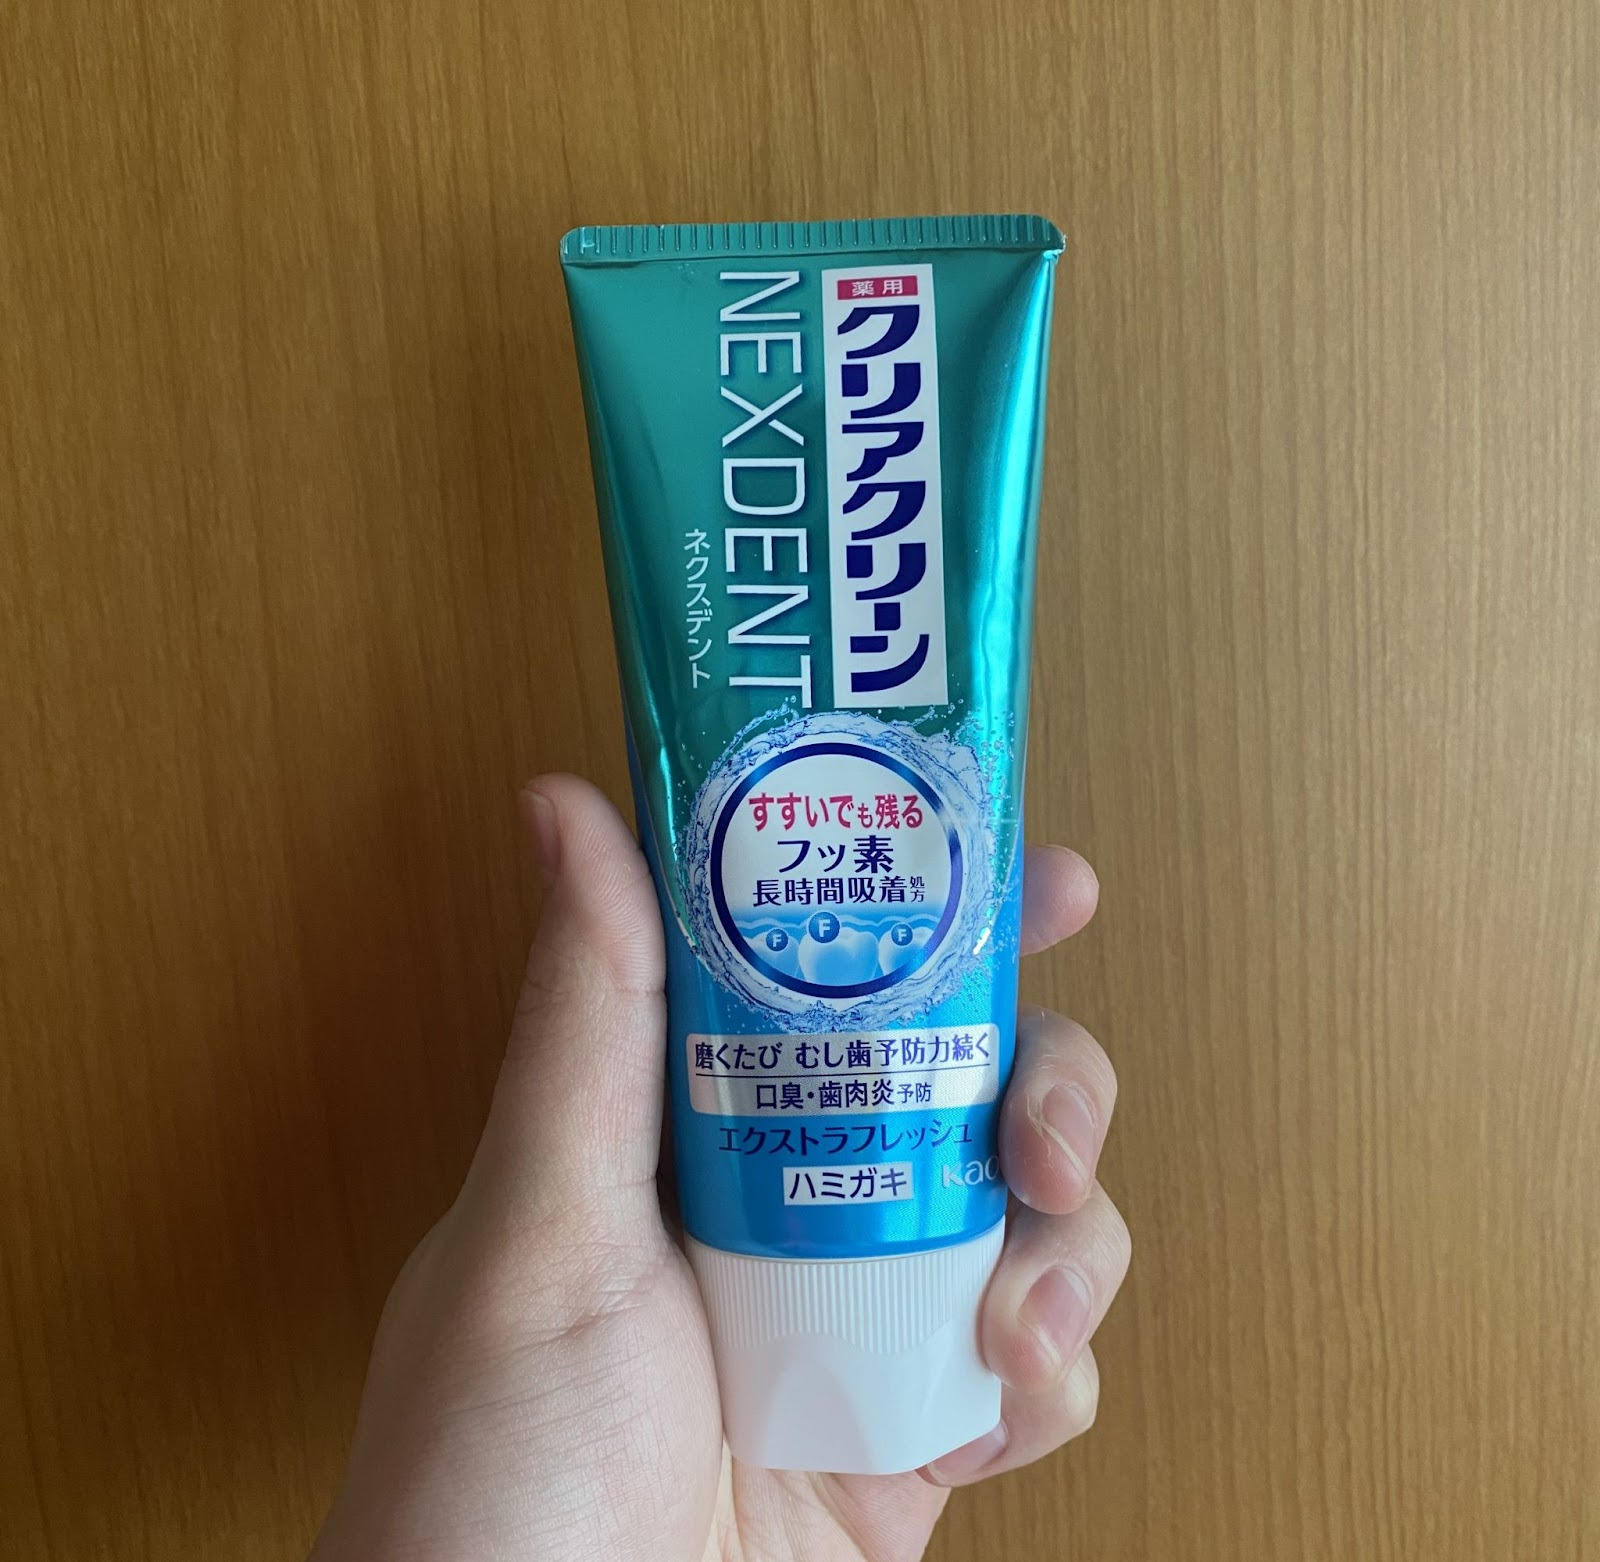 薬用
クリアクリーン
NEXDENT
ネクスデント
すすいでも残る
フッ素
長時間吸着処方
F F F
磨くたび むし歯予防力続く
口臭・歯肉炎予防
エクストラフレッシュ
ハミガキ
Kao